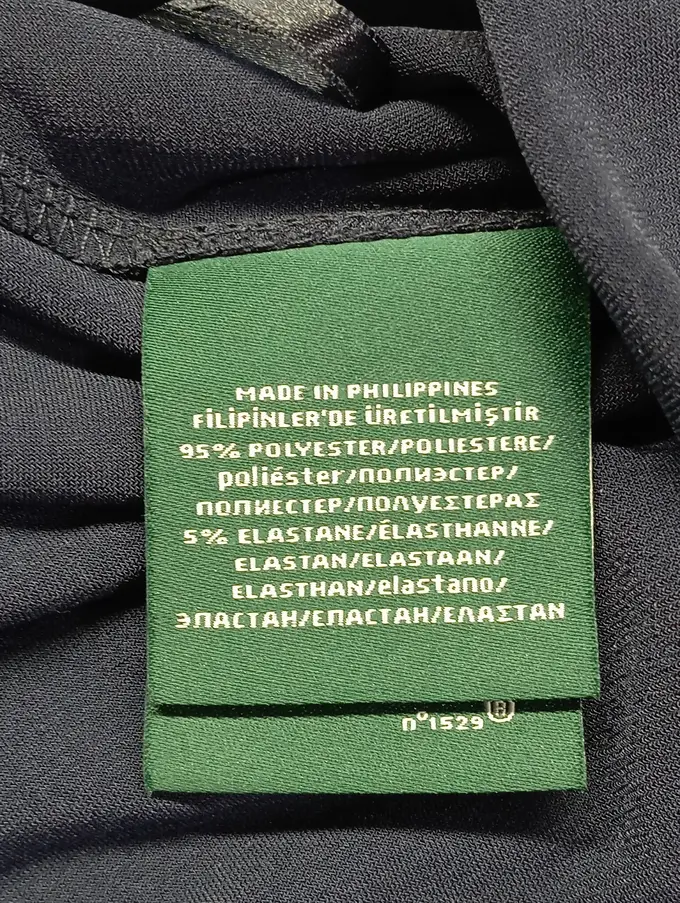 MADE IN PHILIPPINES
FİLİPİNLER'DE ÜRETİLMİŞTİR
95% POLYESTER/POLIESTERE/
poliéster/ПОЛИЭСТЕР/
ПОЛИЕСТЕР/ΠΟΛΥΕΣΤΕΡΑΣ
5% ELASTANE/ÉLASTHANNE/
ELASTAN/ELASTAAN/
ELASTHAN/elastano/
ЭЛАСТАН/ЕЛАСТАН/ΕΛΑΣΤΑΝ
n°1529 ®